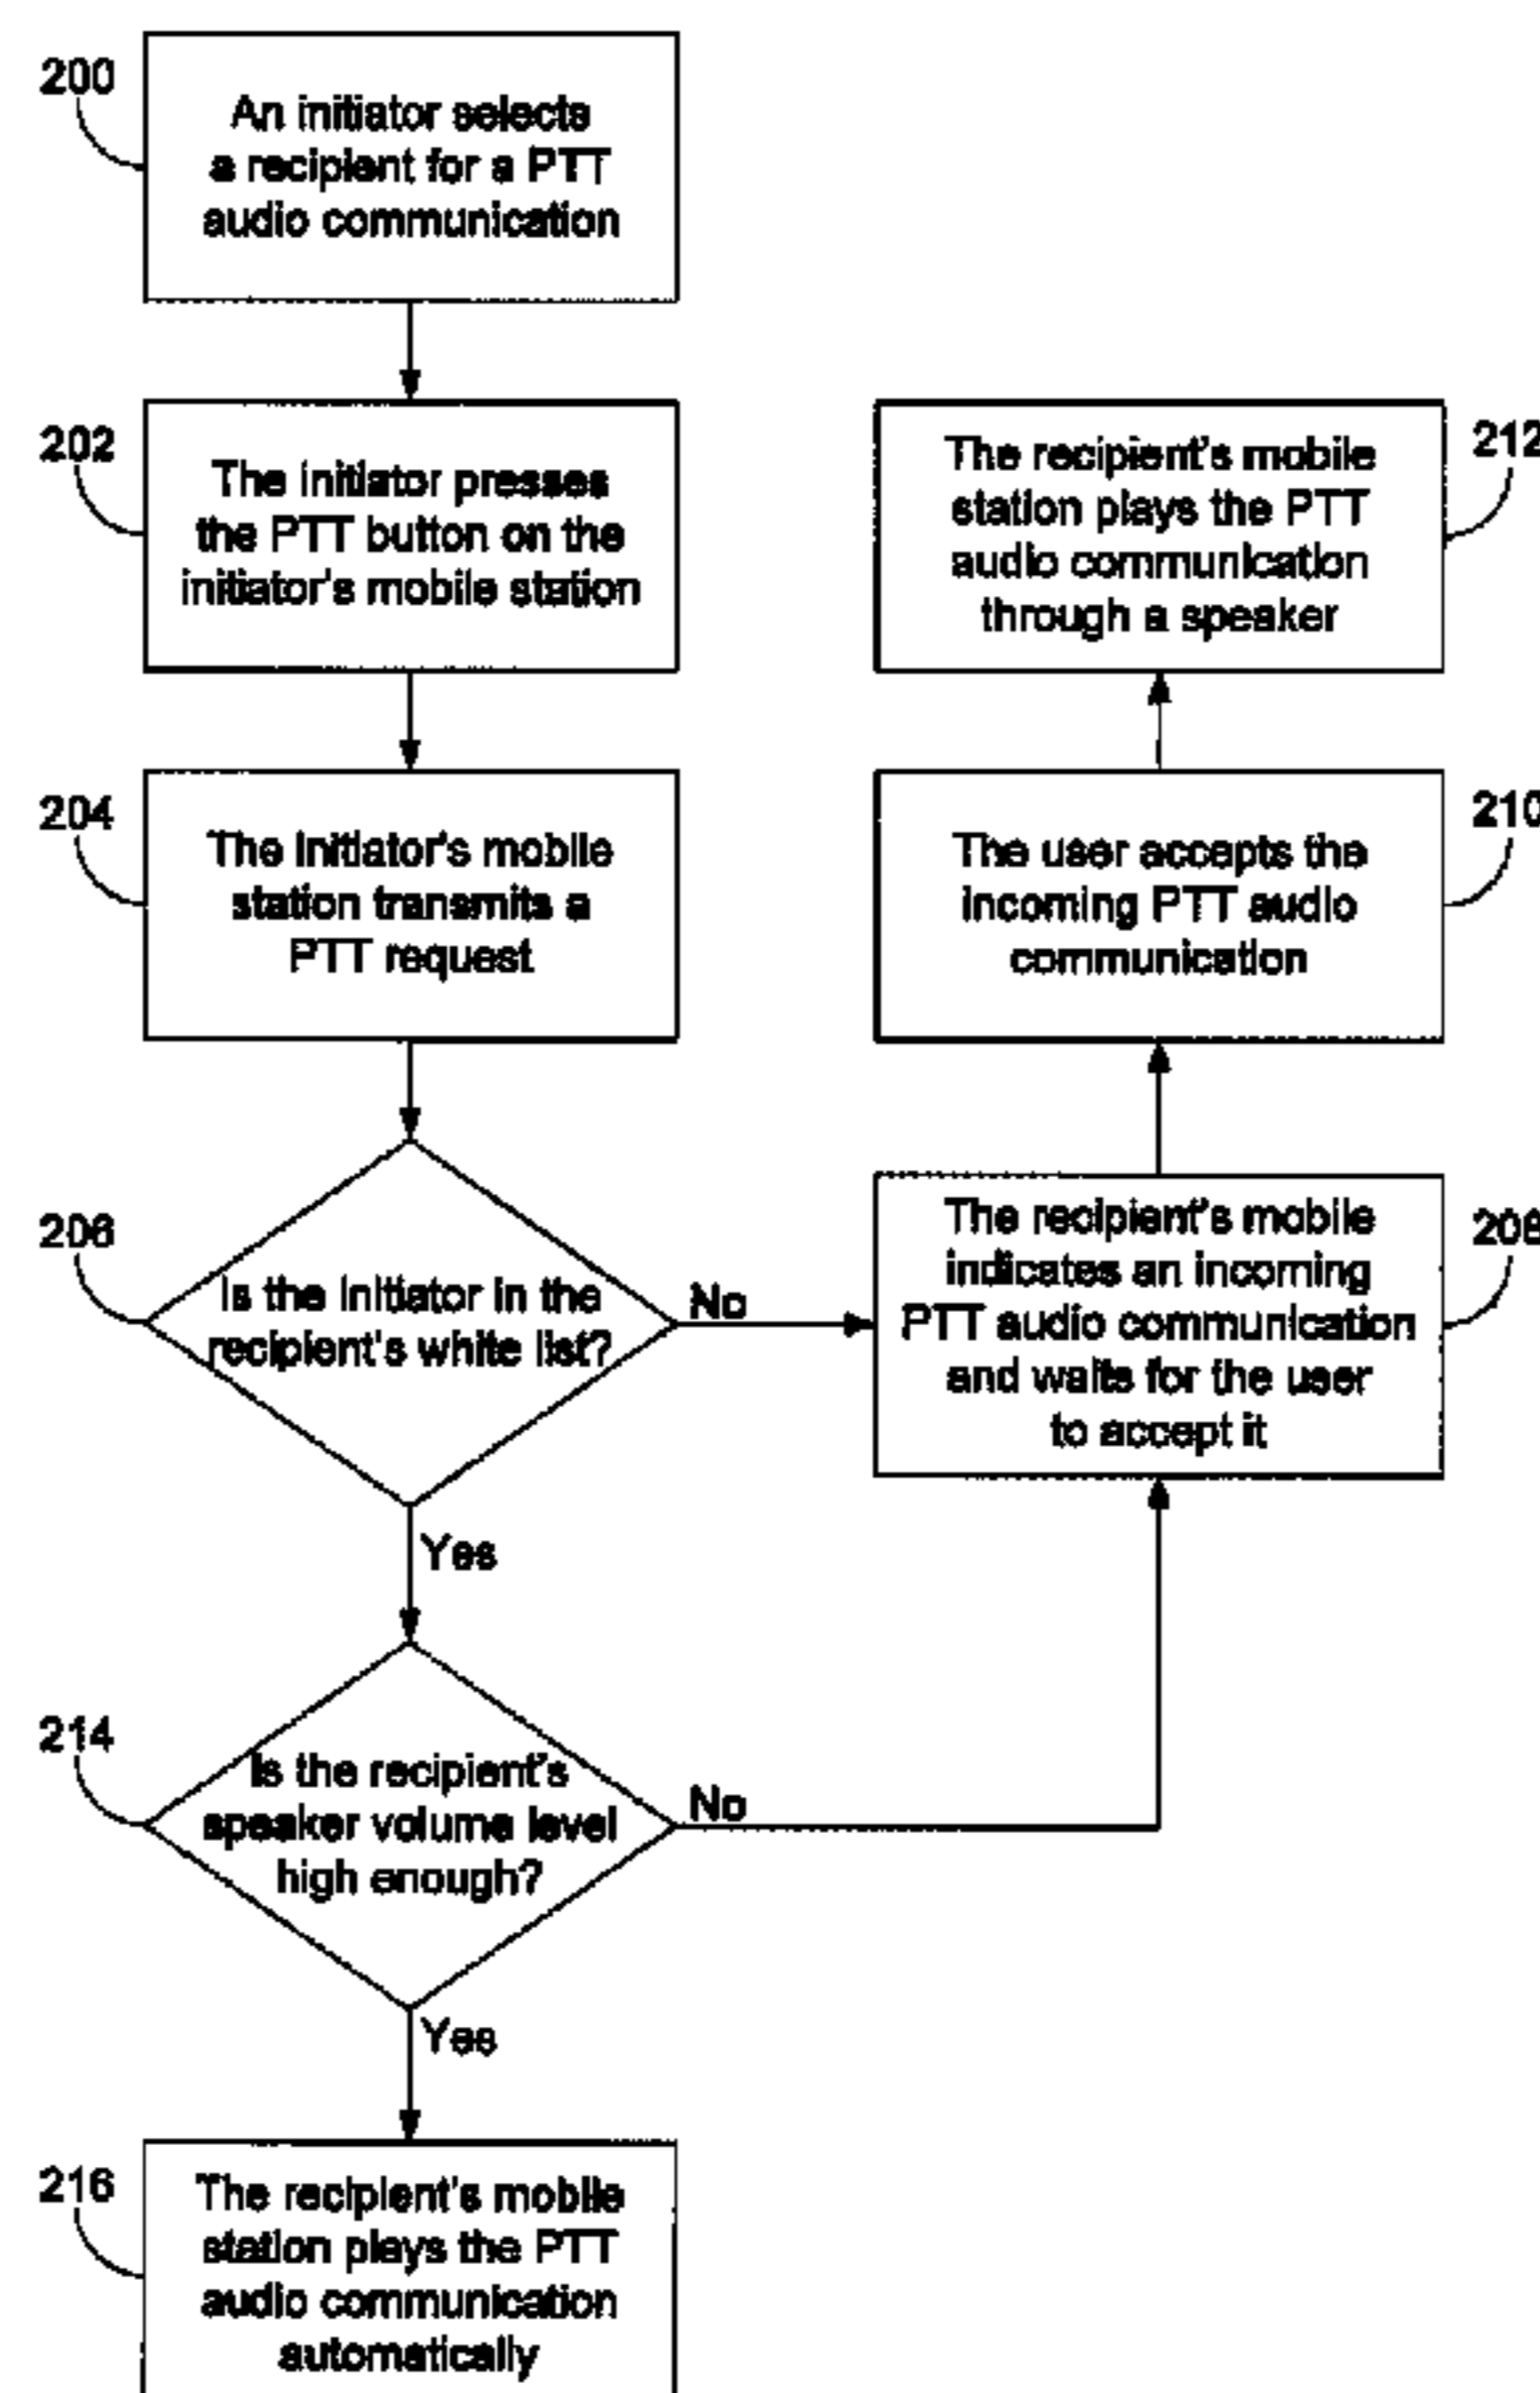 200
An initiator selects
a recipient for a PTT
audio communication
202
The initiator presses
the PTT button on the
initiator's mobile station
204
The initiator's mobile
station transmits a
PTT request
206
Is the initiator in the
recipient's white list?
No
Yes
208
The recipient's mobile
indicates an incoming
PTT audio communication
and waits for the user
to accept it
210
The user accepts the
incoming PTT audio
communication
212
The recipient's mobile
station plays the PTT
audio communication
through a speaker
214
Is the recipient's
speaker volume level
high enough?
No
Yes
216
The recipient's mobile
station plays the PTT
audio communication
automatically